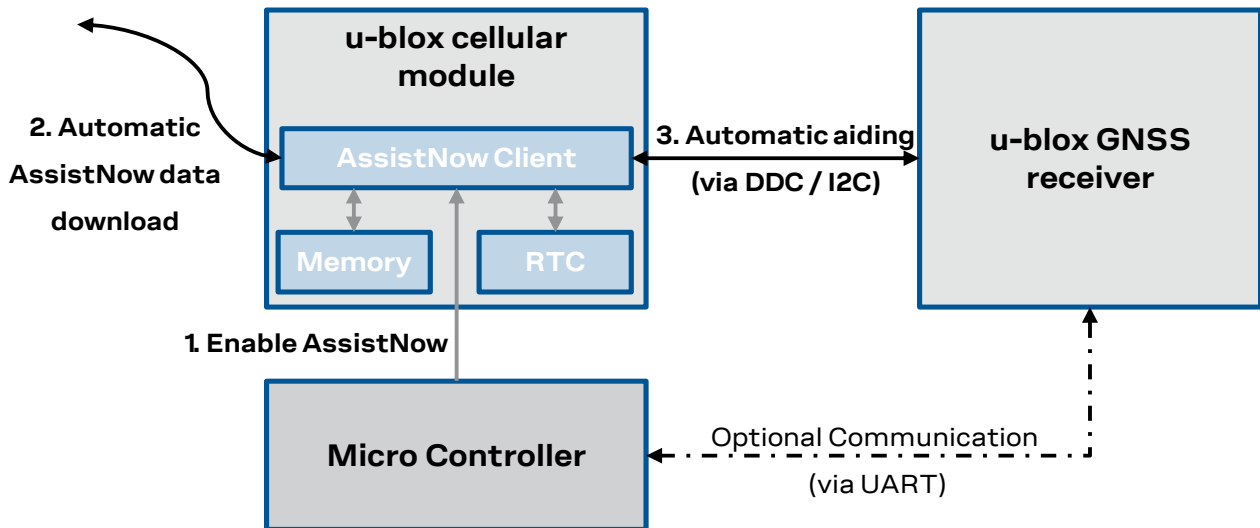 u-blox cellular
module
2. Automatic
AssistNow data
download
AssistNow Client
3. Automatic aiding
(via DDC / I2C)
u-blox GNSS
receiver
Memory
RTC
1. Enable AssistNow
Micro Controller
Optional Communication
(via UART)